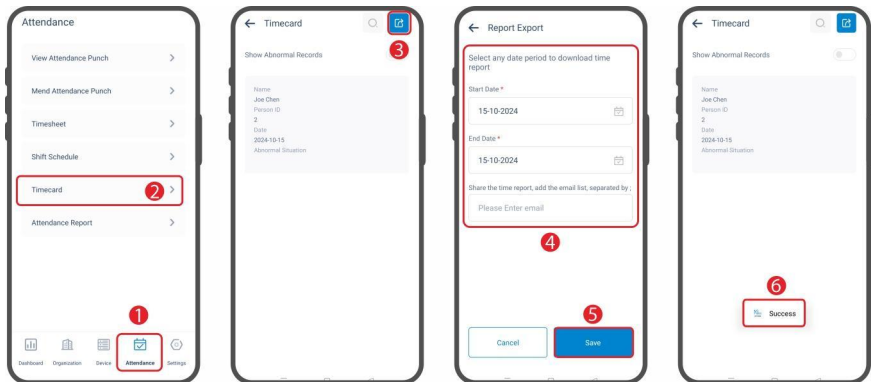 Attendance
View Attendance Punch
Mend Attendance Punch
Timesheet
Shift Schedule
Timecard
2
Attendance Report
1
Dashboard
Organization
Device
Attendance
Settings
Timecard
3
Show Abnormal Records
Name
Joe Chen
Person ID
2
Date
2024-10-15
Abnormal Situation
Report Export
Select any date period to download time
report
Start Date *
15-10-2024
End Date *
15-10-2024
Share the time report, add the email list, separated by ;
Please Enter email
4
5
Cancel
Save
Timecard
Show Abnormal Records
Name
Joe Chen
Person ID
2
Date
2024-10-15
Abnormal Situation
6
Success